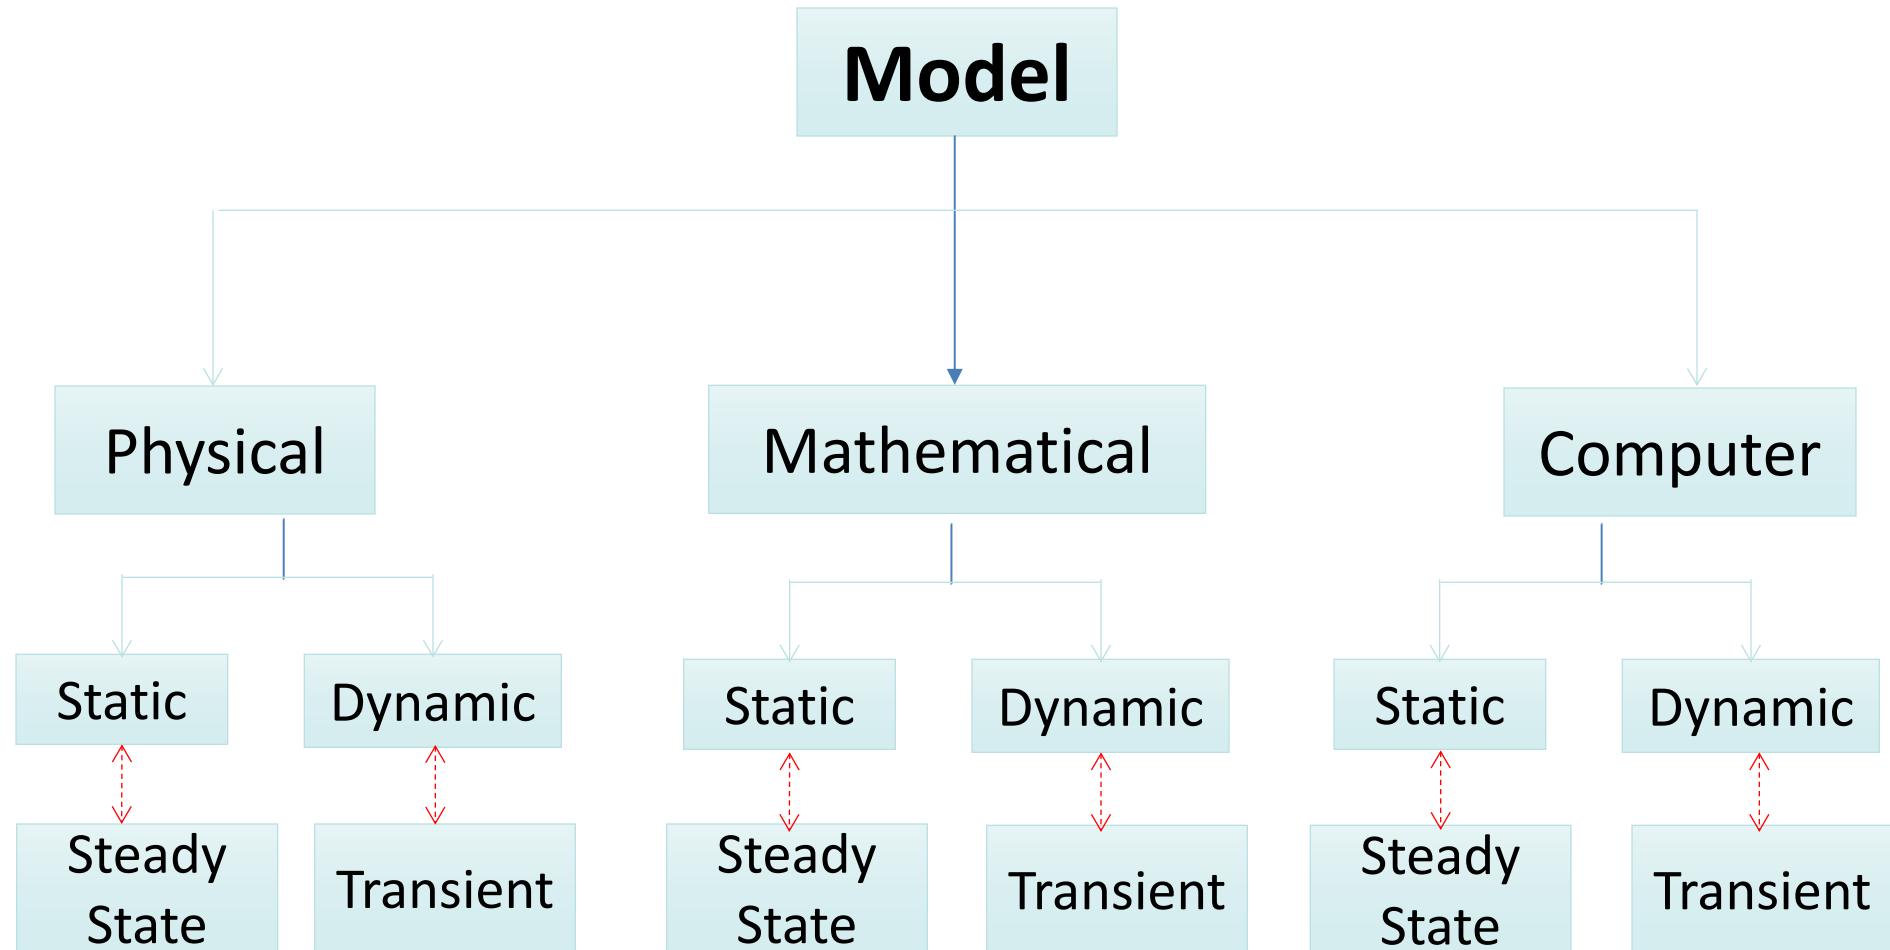 Model
Physical
Mathematical
Computer
Static
Dynamic
Static
Dynamic
Static
Dynamic
Steady
State
Transient
Steady
State
Transient
Steady
State
Transient